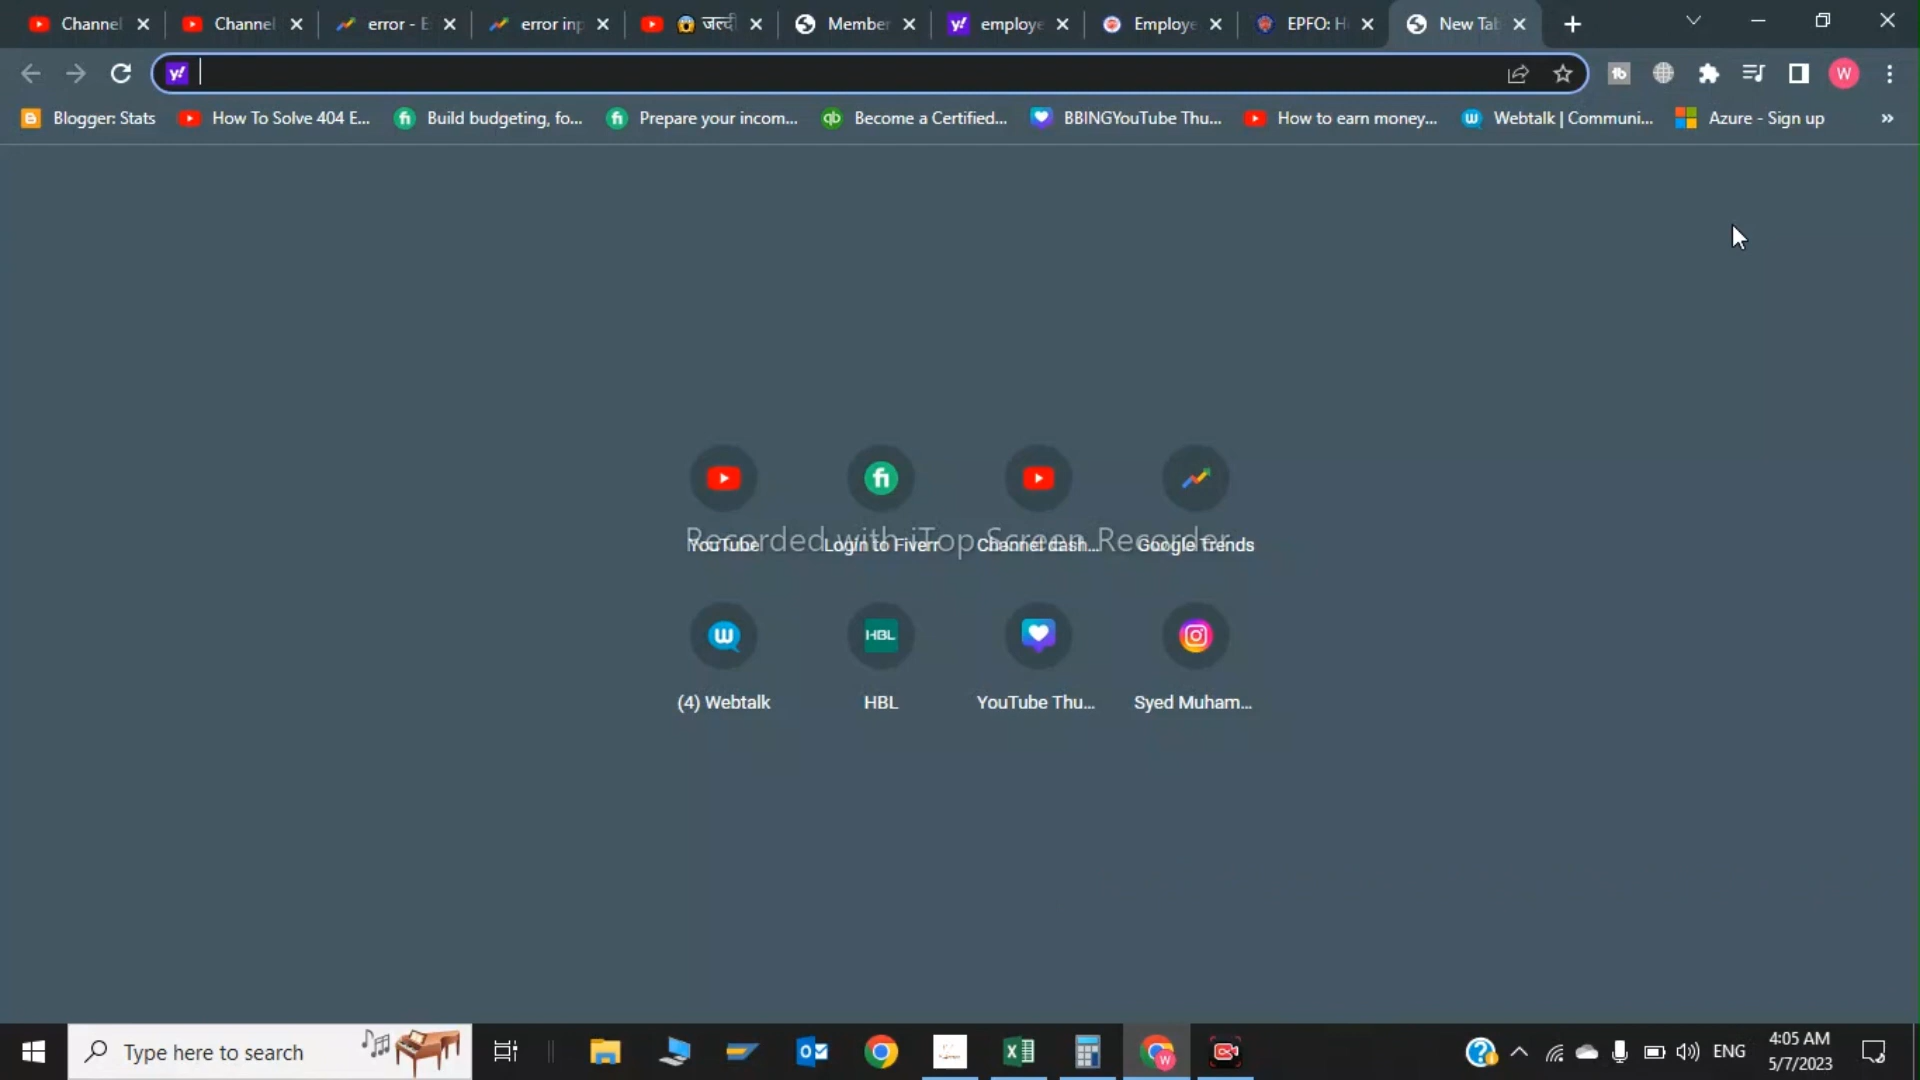 Channel
Channel
error - E
error inp
😱 जल्दी
Member
y! employe
Employe
EPFO: H
New Tab
y!
W
Blogger: Stats
How To Solve 404 E...
Build budgeting, fo...
Prepare your incom...
qb Become a Certified...
BBINGYouTube Thu...
How to earn money...
Webtalk | Communi...
Azure - Sign up
»
Recorded with iTop Screen Recorder
YouTube
Login to Fiverr
Channel dash...
Google Trends
HBL
(4) Webtalk
HBL
YouTube Thu...
Syed Muham...
Type here to search
ENG
4:05 AM
5/7/2023